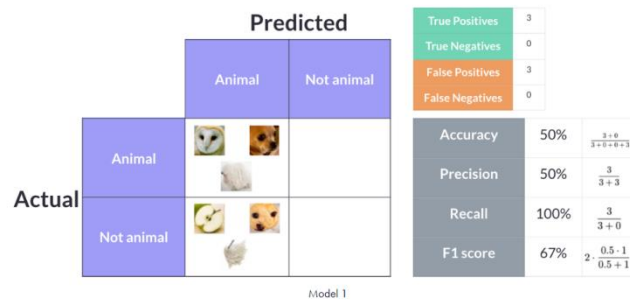 Predicted
Animal
Not animal
Actual
Animal
Not animal
True Positives 3
True Negatives 0
False Positives 3
False Negatives 0
Accuracy 50% 3+0 / 3+0+0+3
Precision 50% 3 / 3+3
Recall 100% 3 / 3+0
F1 score 67% 2 · 0.5 · 1 / 0.5 + 1
Model 1